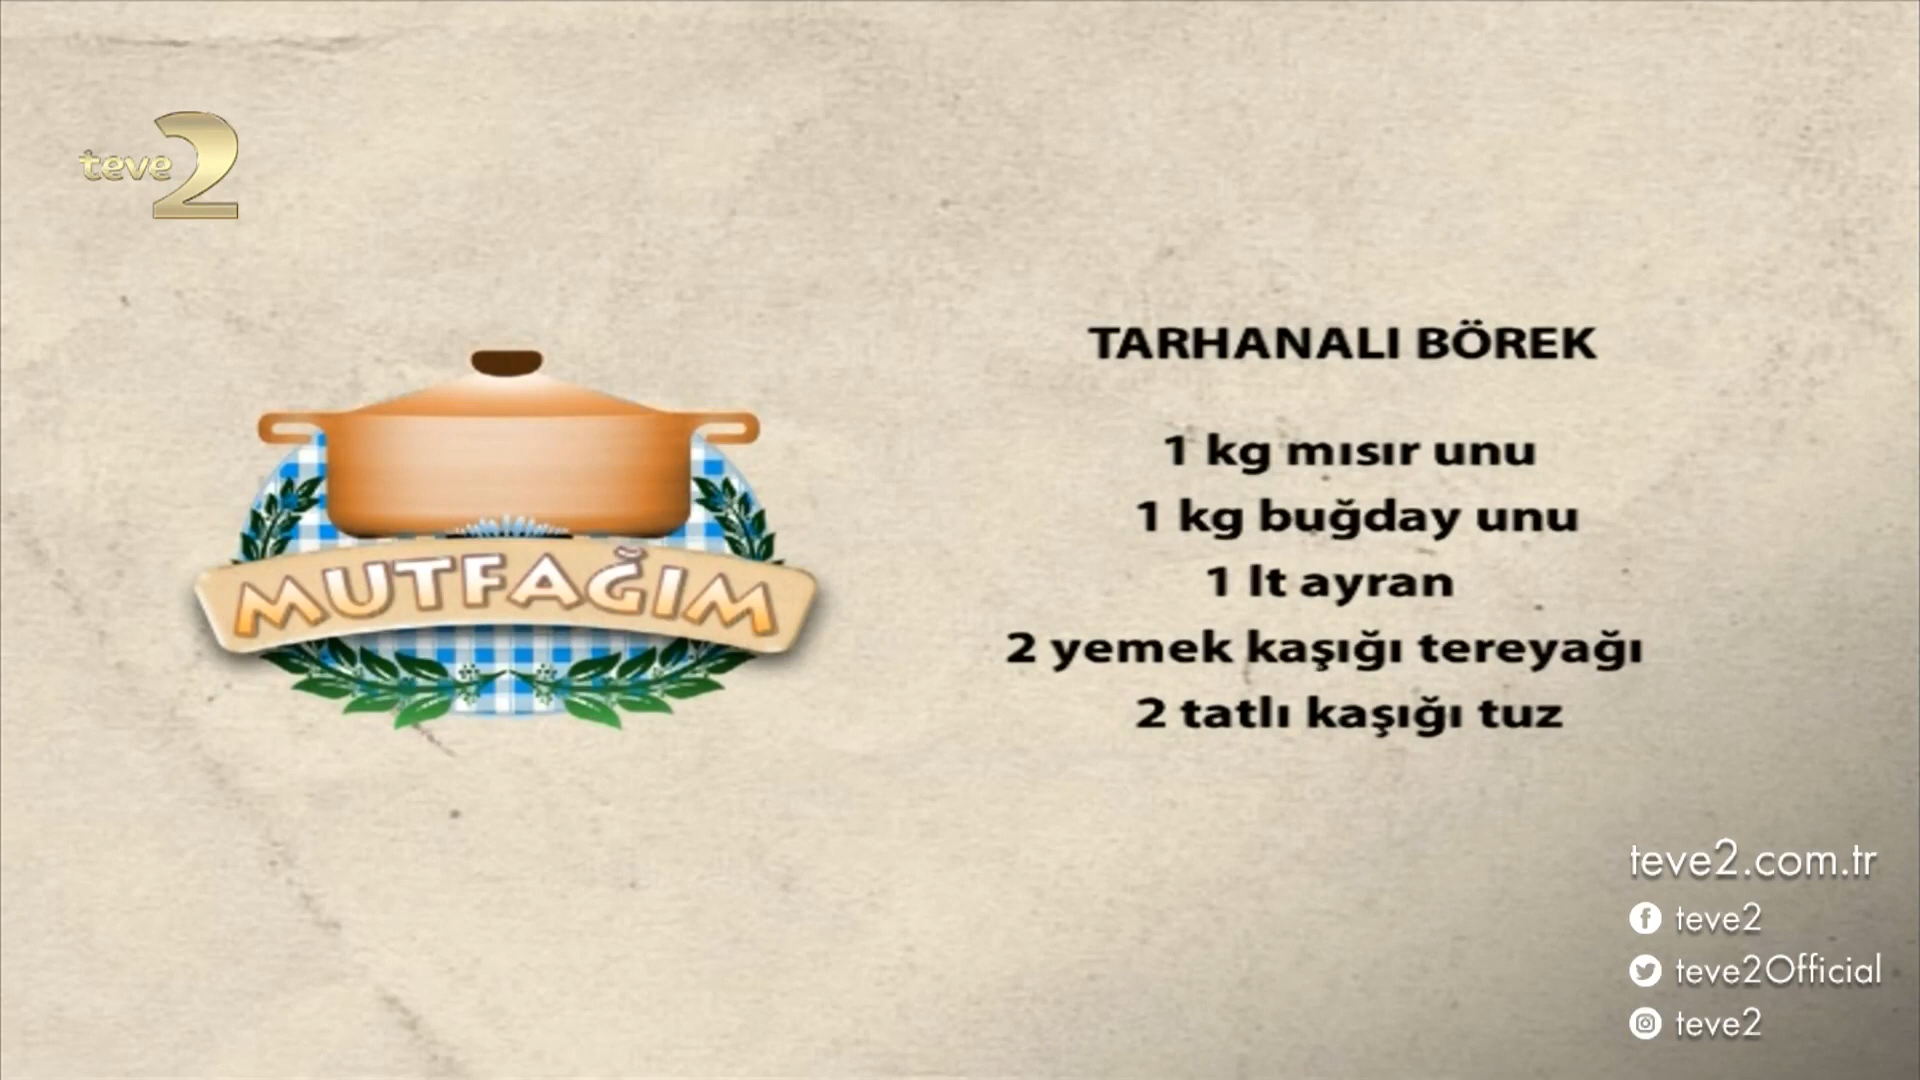 teve2
MUTFAĞIM
TARHANALI BÖREK
1 kg mısır unu
1 kg buğday unu
1 lt ayran
2 yemek kaşığı tereyağı
2 tatlı kaşığı tuz
teve2.com.tr
teve2
teve2Official
teve2